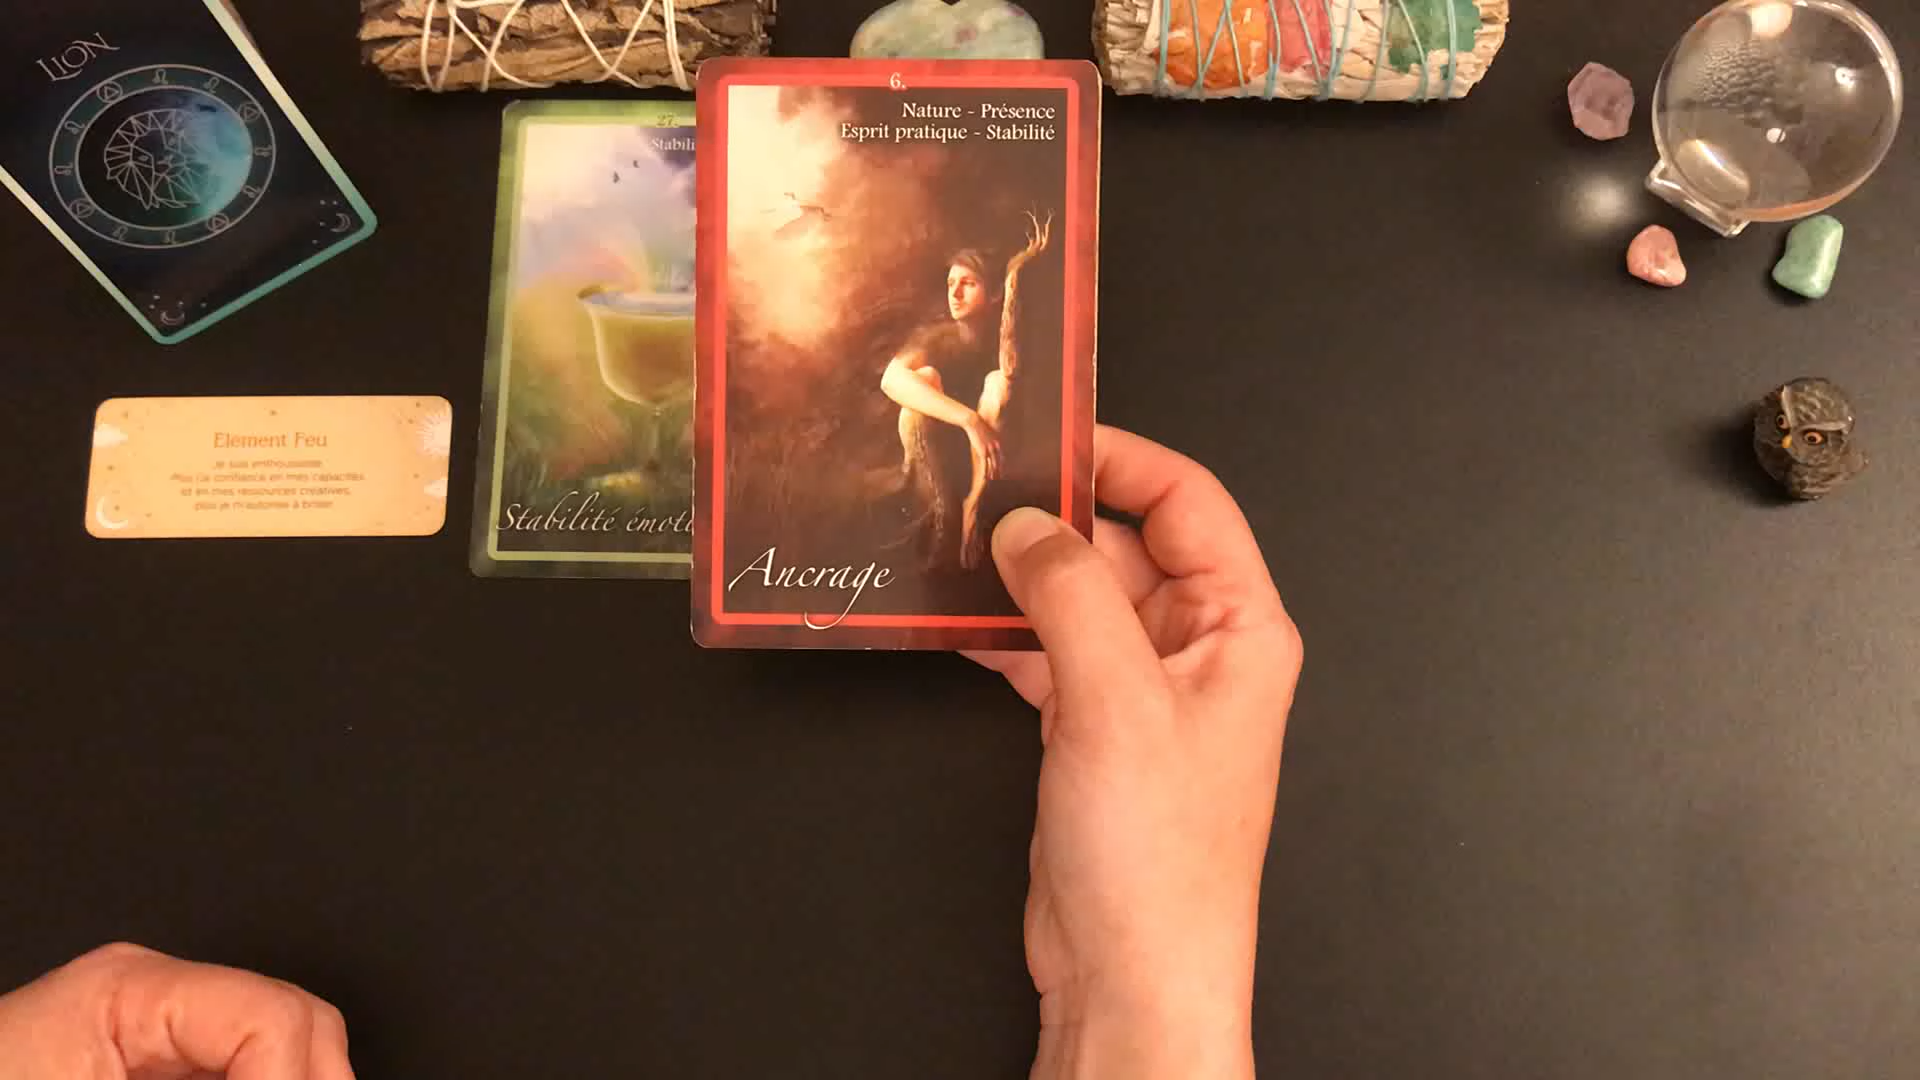 LION
Elément Feu
Je suis enthousiaste.
Plus j'ai confiance en mes capacités
et en mes ressources créatives,
plus je m'autorise à briller.
27.
Stabili
Stabilité émoti
6.
Nature - Présence
Esprit pratique - Stabilité
Ancrage